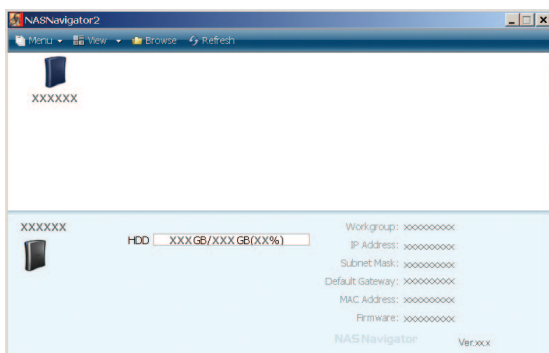 NASNavigator2
Menu View Browse Refresh
XXXXXX
XXXXXX
HDD XXXGB/XXXGB(XX%)
Workgroup: xxxxxxxxx
IP Address: xxxxxxxxx
Subnet Mask: xxxxxxxxx
Default Gateway: xxxxxxxxx
MAC Address: xxxxxxxxx
Firmware: xxxxxxxxx
NAS Navigator Ver.xx.x